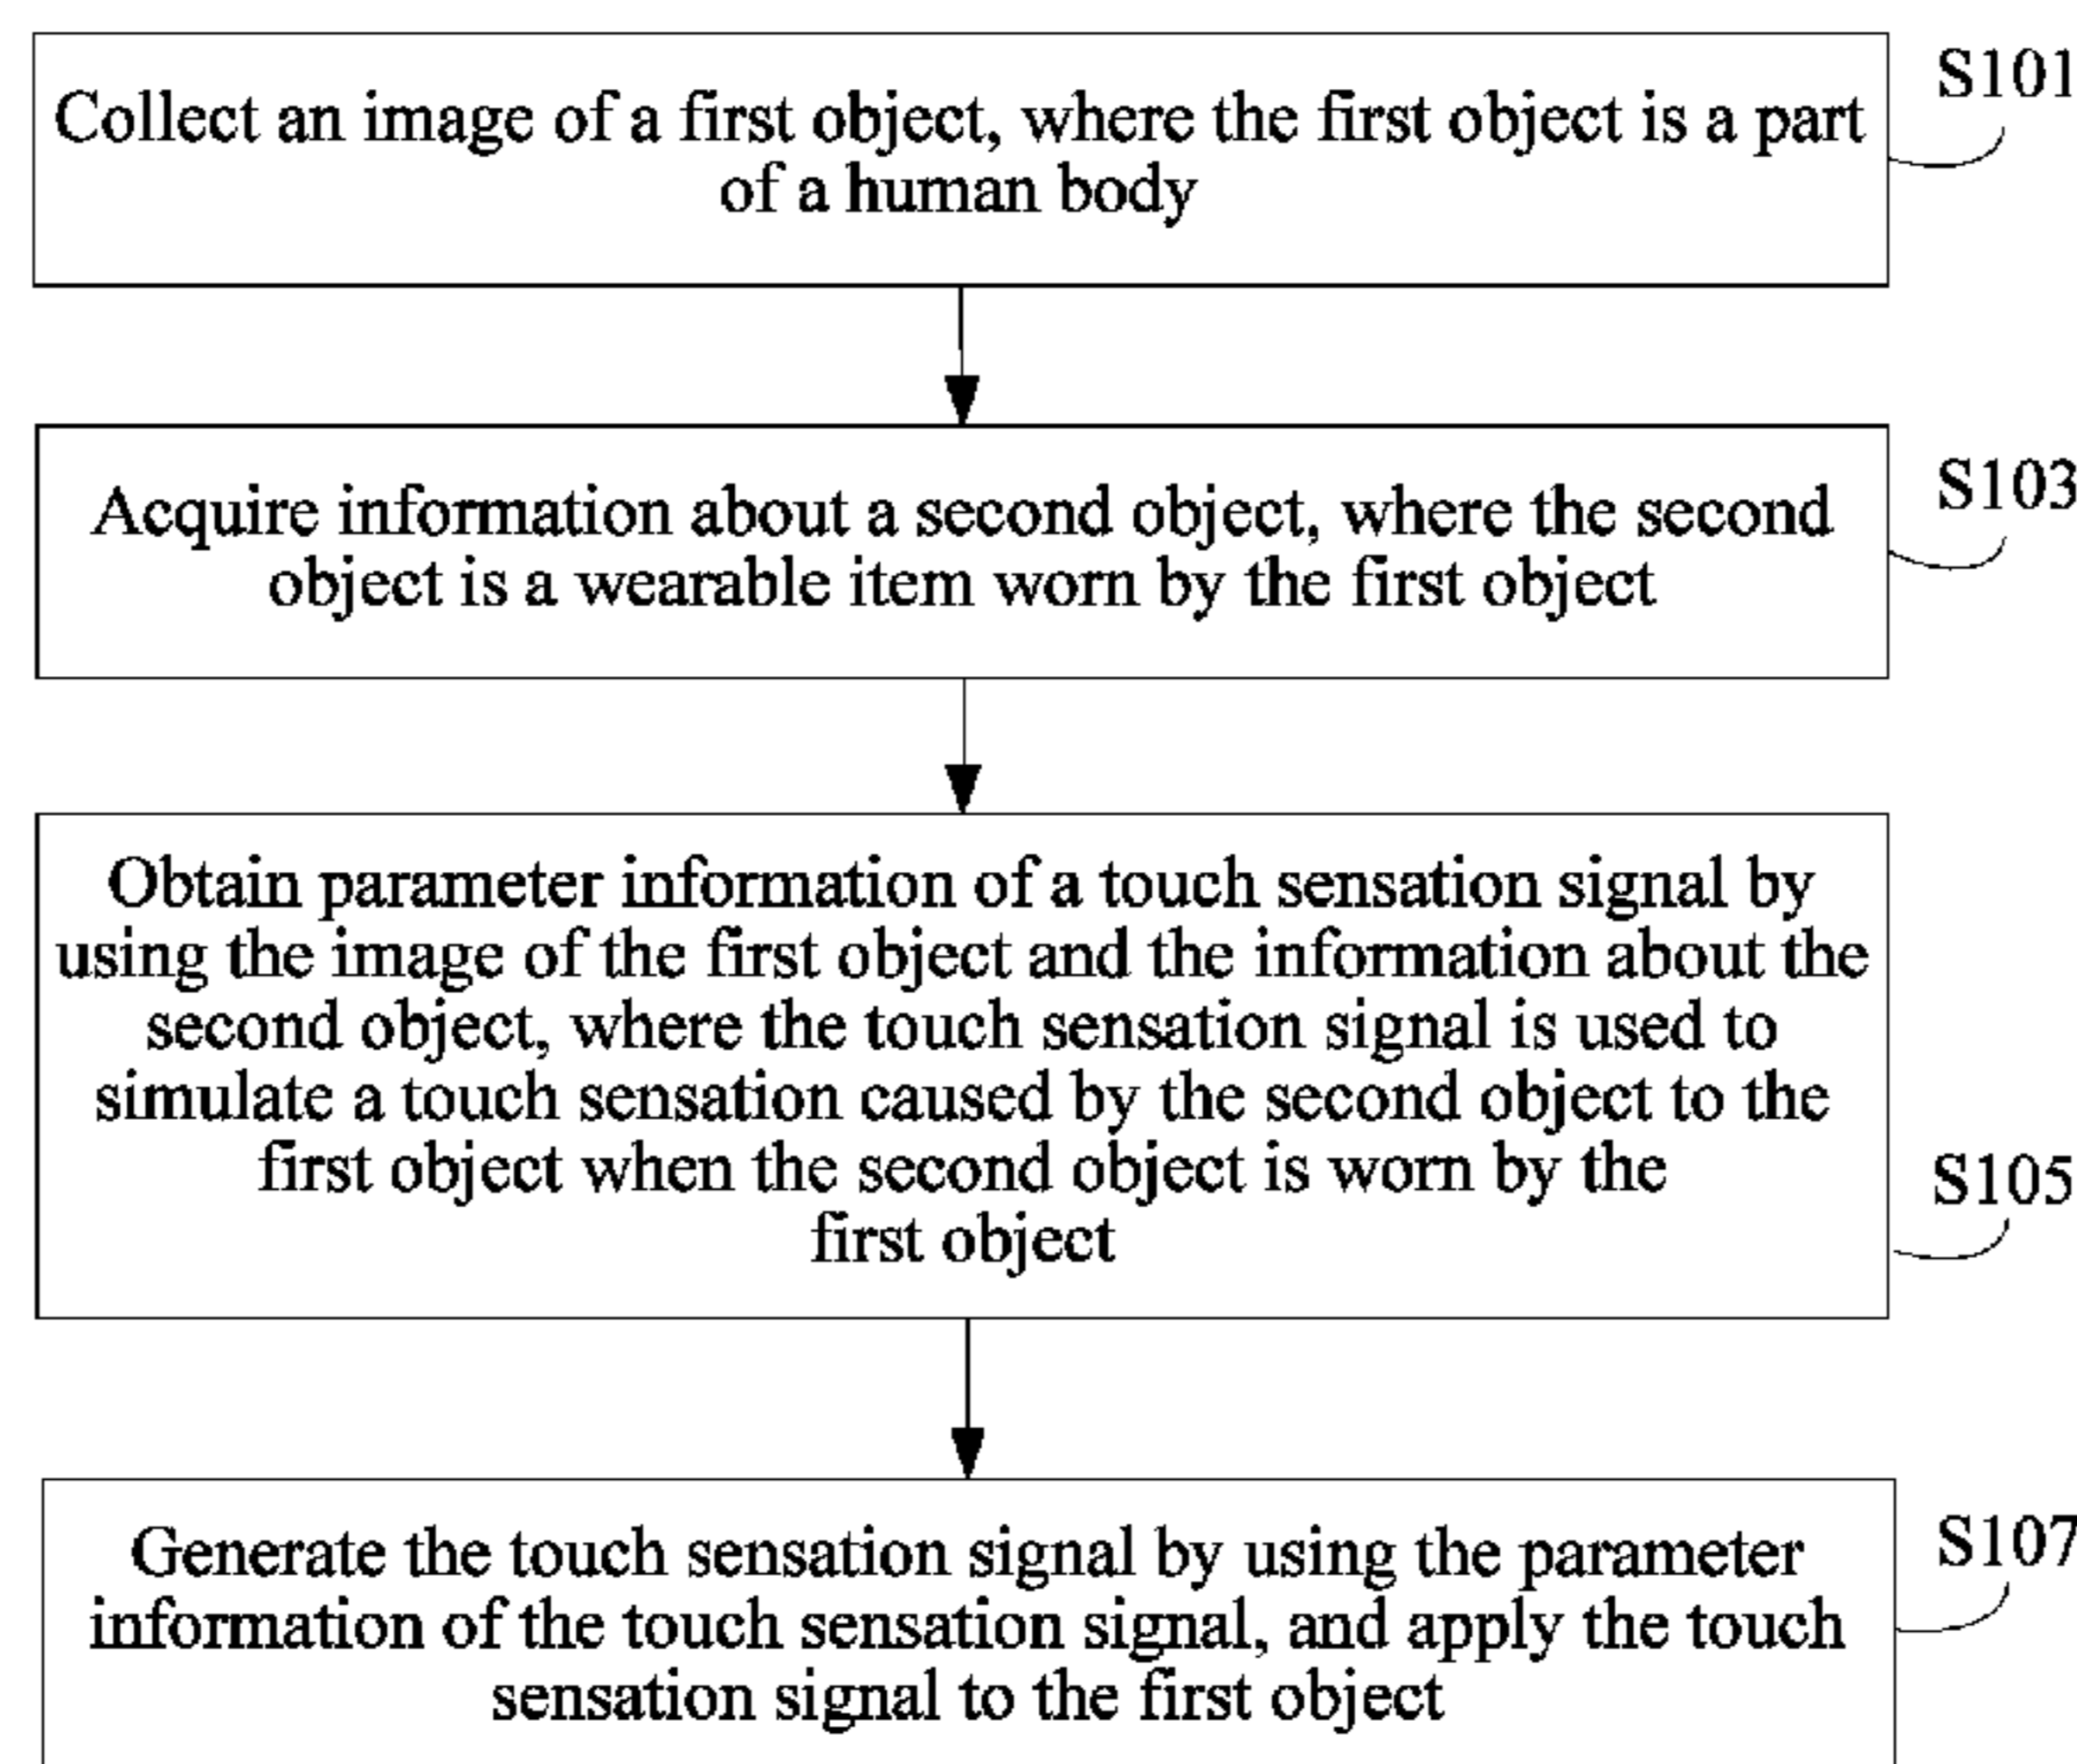 Collect an image of a first object, where the first object is a part
of a human body
S101
Acquire information about a second object, where the second
object is a wearable item worn by the first object
S103
Obtain parameter information of a touch sensation signal by
using the image of the first object and the information about the
second object, where the touch sensation signal is used to
simulate a touch sensation caused by the second object to the
first object when the second object is worn by the
first object
S105
Generate the touch sensation signal by using the parameter
information of the touch sensation signal, and apply the touch
sensation signal to the first object
S107